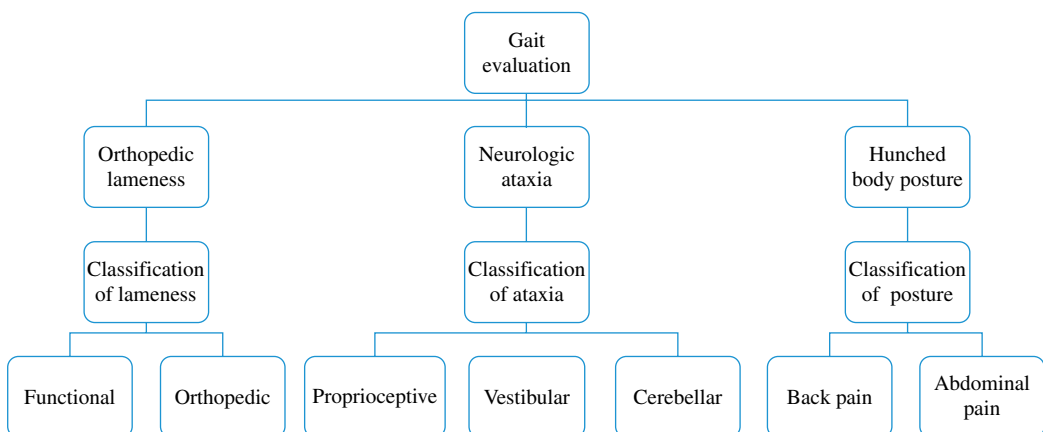 Gait
evaluation
Orthopedic
lameness
Neurologic
ataxia
Hunched
body posture
Classification
of lameness
Classification
of ataxia
Classification
of posture
Functional
Orthopedic
Proprioceptive
Vestibular
Cerebellar
Back pain
Abdominal
pain